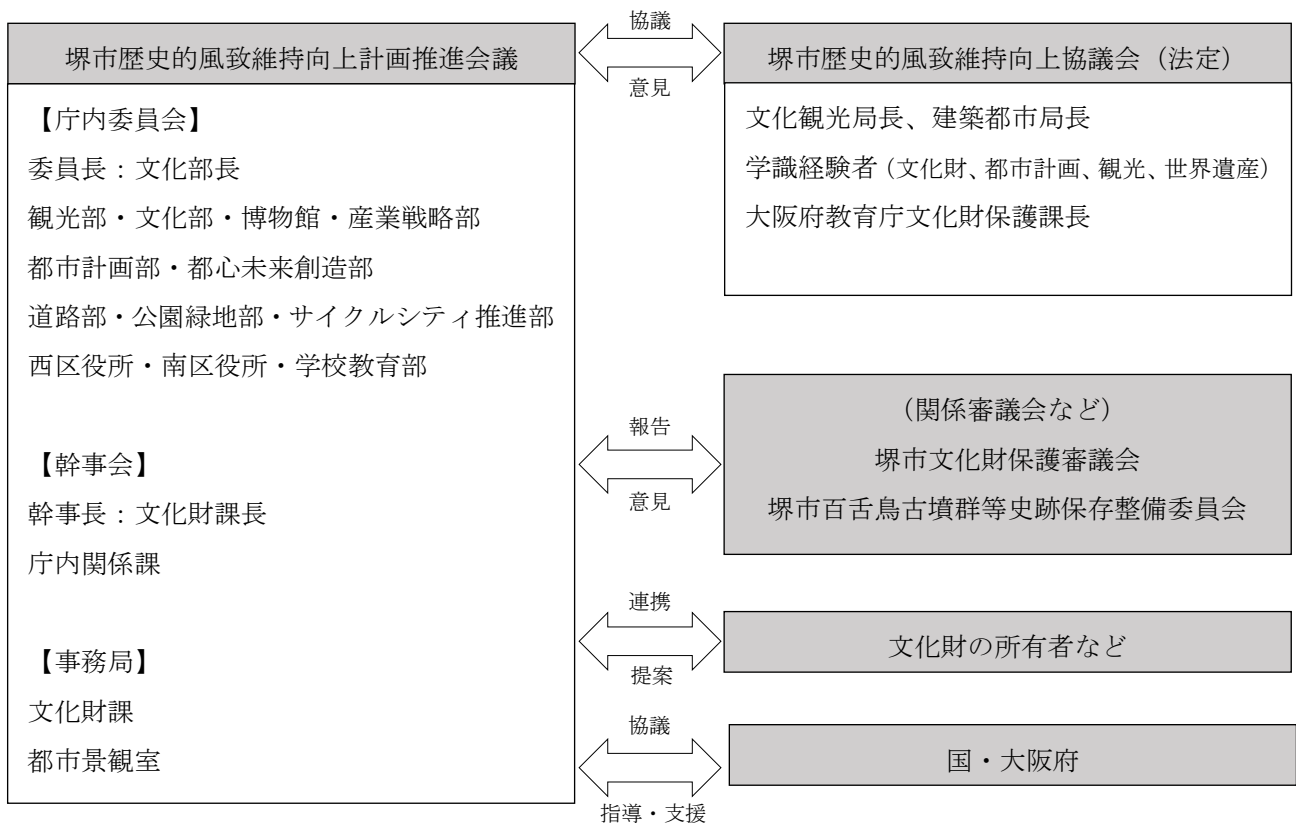 堺市歴史的風致維持向上計画推進会議
【庁内委員会】
委員長：文化部長
観光部・文化部・博物館・産業戦略部
都市計画部・都心未来創造部
道路部・公園緑地部・サイクルシティ推進部
西区役所・南区役所・学校教育部
【幹事会】
幹事長：文化財課長
庁内関係課
【事務局】
文化財課
都市景観室
協議
意見
堺市歴史的風致維持向上協議会（法定）
文化観光局長、建築都市局長
学識経験者（文化財、都市計画、観光、世界遺産）
大阪府教育庁文化財保護課長
報告
意見
（関係審議会など）
堺市文化財保護審議会
堺市百舌鳥古墳群等史跡保存整備委員会
連携
提案
文化財の所有者など
協議
指導・支援
国・大阪府